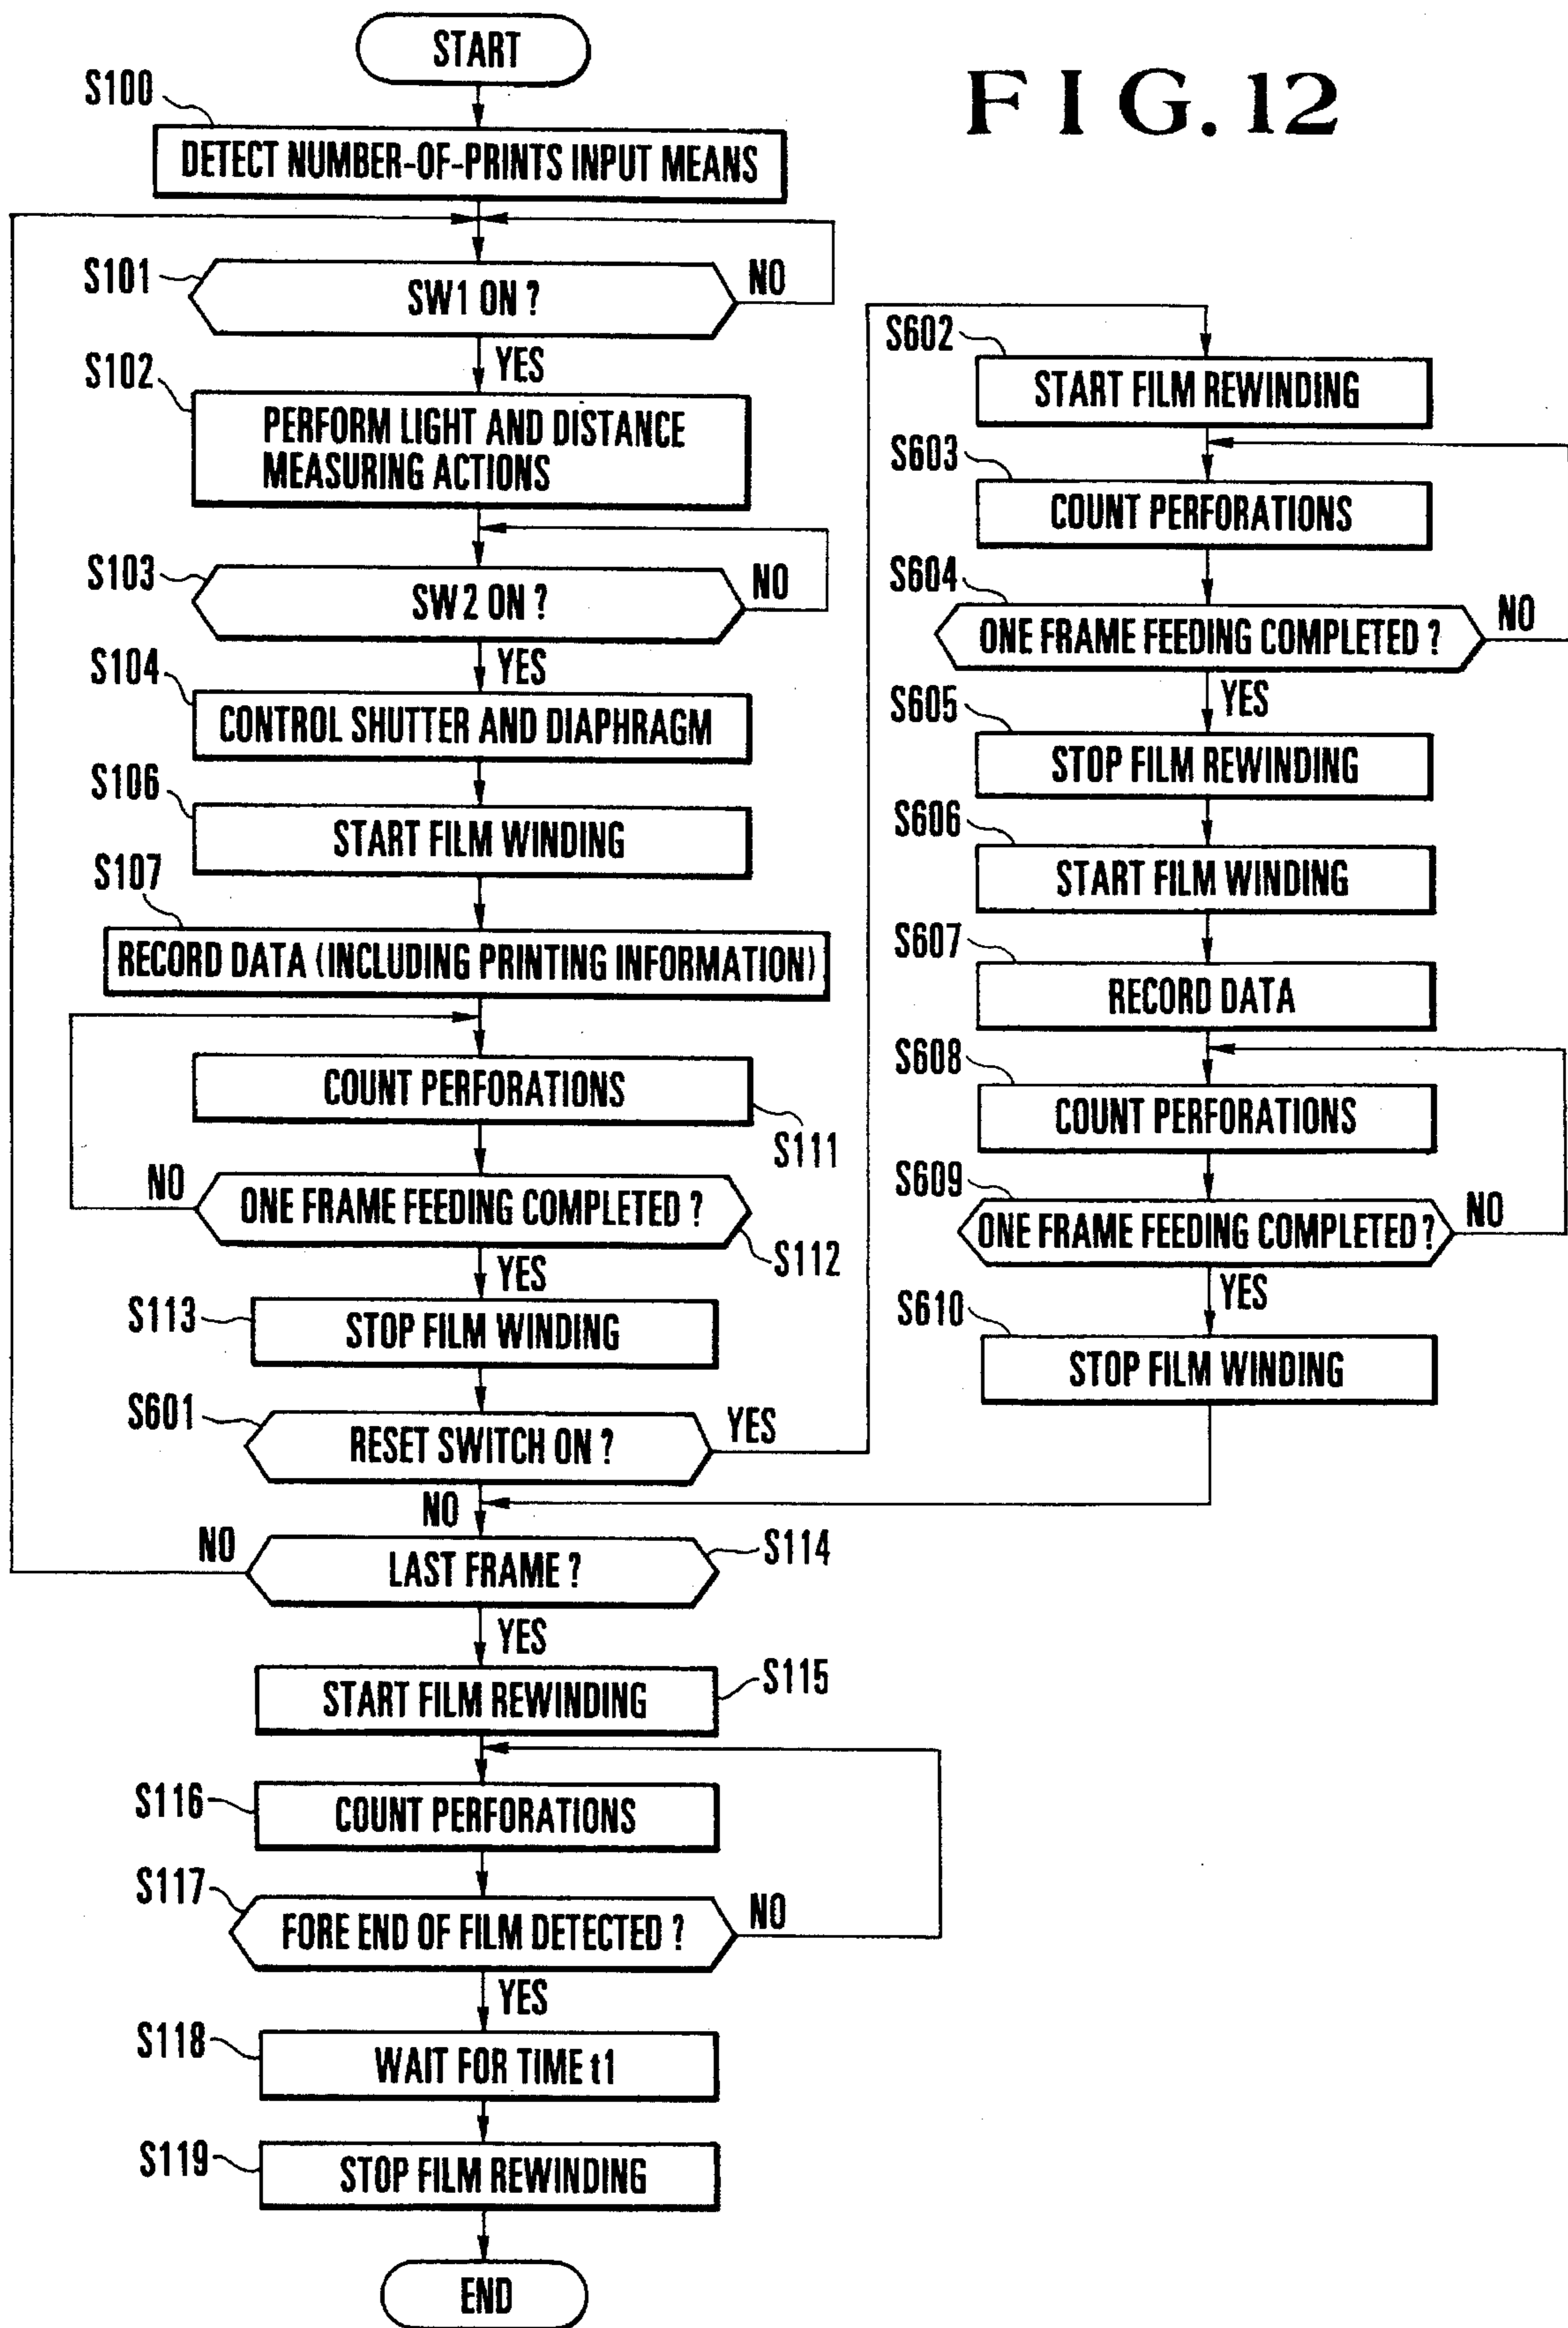 FIG. 12
START
S100
DETECT NUMBER-OF-PRINTS INPUT MEANS
S101
SW1 ON ?
NO
YES
S102
PERFORM LIGHT AND DISTANCE
MEASURING ACTIONS
S103
SW2 ON ?
NO
YES
S104
CONTROL SHUTTER AND DIAPHRAGM
S106
START FILM WINDING
S107
RECORD DATA (INCLUDING PRINTING INFORMATION)
COUNT PERFORATIONS
S111
NO
ONE FRAME FEEDING COMPLETED ?
S112
YES
S113
STOP FILM WINDING
S601
RESET SWITCH ON ?
YES
NO
NO
LAST FRAME ?
S114
YES
START FILM REWINDING
S115
S116
COUNT PERFORATIONS
S117
FORE END OF FILM DETECTED ?
NO
YES
S118
WAIT FOR TIME t1
S119
STOP FILM REWINDING
END
S602
START FILM REWINDING
S603
COUNT PERFORATIONS
S604
ONE FRAME FEEDING COMPLETED ?
NO
YES
S605
STOP FILM REWINDING
S606
START FILM WINDING
S607
RECORD DATA
S608
COUNT PERFORATIONS
S609
ONE FRAME FEEDING COMPLETED ?
NO
YES
S610
STOP FILM WINDING